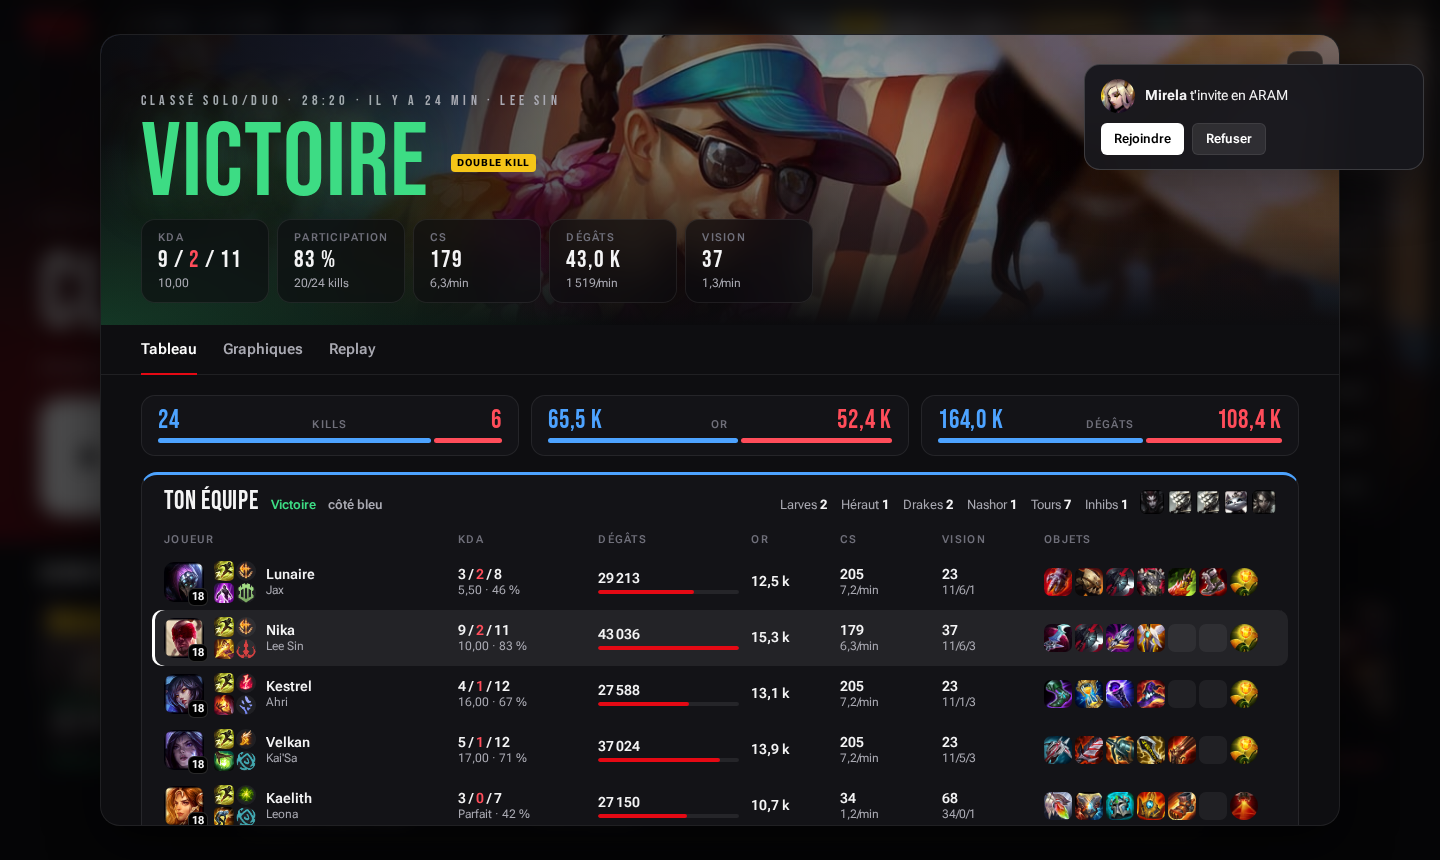 CLASSÉ SOLO/DUO · 28:20 · IL Y A 24 MIN · LEE SIN
VICTOIRE
DOUBLE KILL
Mirela t'invite en ARAM
Rejoindre Refuser
KDA PARTICIPATION CS DÉGÂTS VISION
9 / 2 / 11 83 % 179 43,0 K 37
10,00 20/24 kills 6,3/min 1 519/min 1,3/min
Tableau Graphiques Replay
24 KILLS 6 65,5 K OR 52,4 K 164,0 K DÉGÂTS 108,4 K
TON ÉQUIPE Victoire côté bleu Larves 2 Héraut 1 Drakes 2 Nashor 1 Tours 7 Inhibs 1
JOUEUR KDA DÉGÂTS OR CS VISION OBJETS
Lunaire 3 / 2 / 8 29 213 12,5 k 205 23
18 Jax 5,50 · 46 % 7,2/min 11/6/1
Nika 9 / 2 / 11 43 036 15,3 k 179 37
18 Lee Sin 10,00 · 83 % 6,3/min 11/6/3
Kestrel 4 / 1 / 12 27 588 13,1 k 205 23
18 Ahri 16,00 · 67 % 7,2/min 11/1/3
Velkan 5 / 1 / 12 37 024 13,9 k 205 23
18 Kai'Sa 17,00 · 71 % 7,2/min 11/5/3
Kaelith 3 / 0 / 7 27 150 10,7 k 34 68
18 Leona Parfait · 42 % 1,2/min 34/0/1